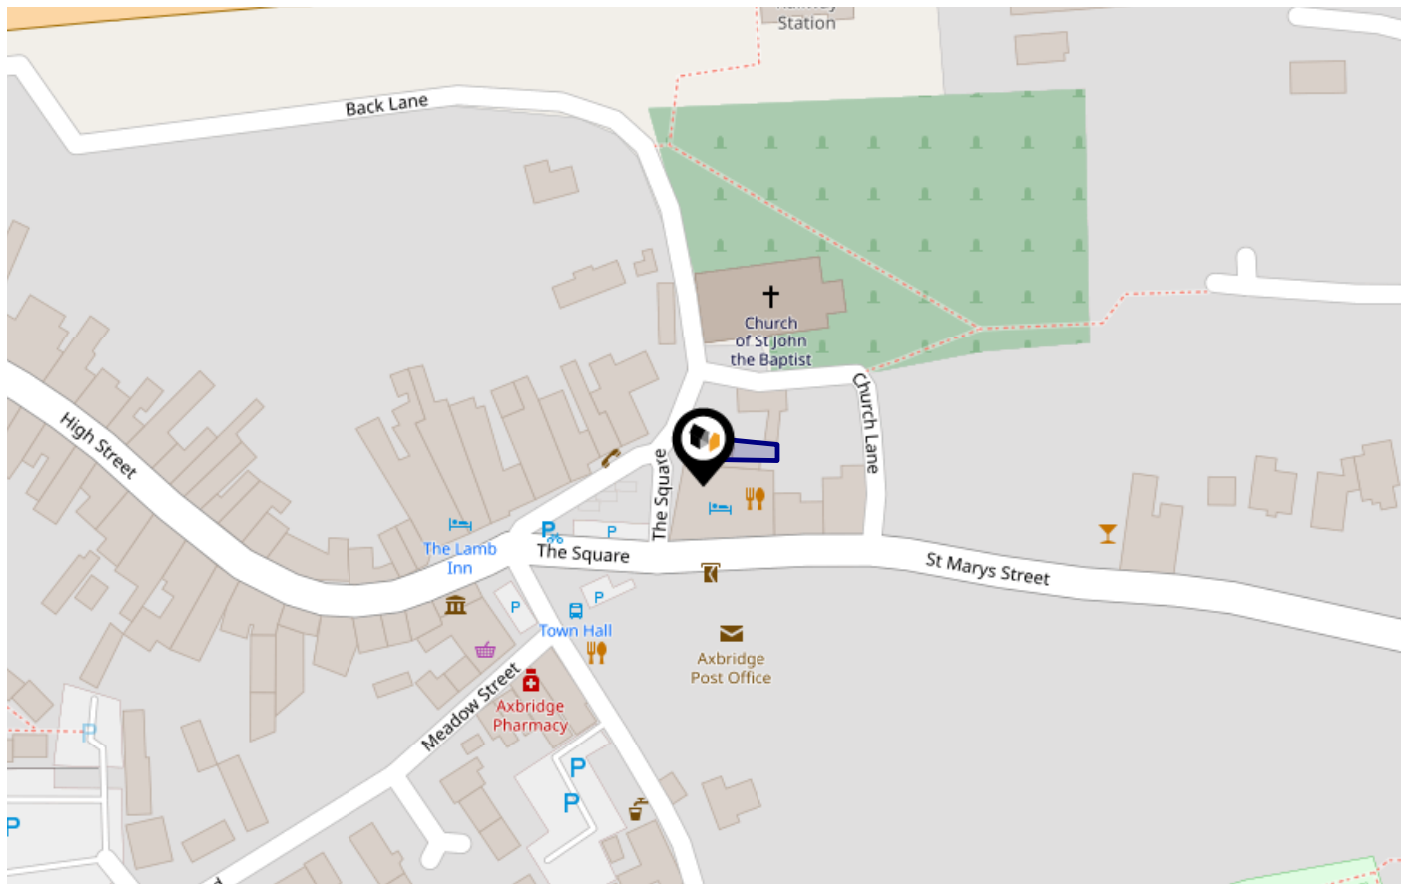 Station
Back Lane
Church
of St John
the Baptist
Church Lane
High Street
The Square
P
P
The Square
The Lamb
Inn
St Marys Street
P
P
Town Hall
Axbridge
Post Office
Meadow Street
Axbridge
Pharmacy
P
P
P
P